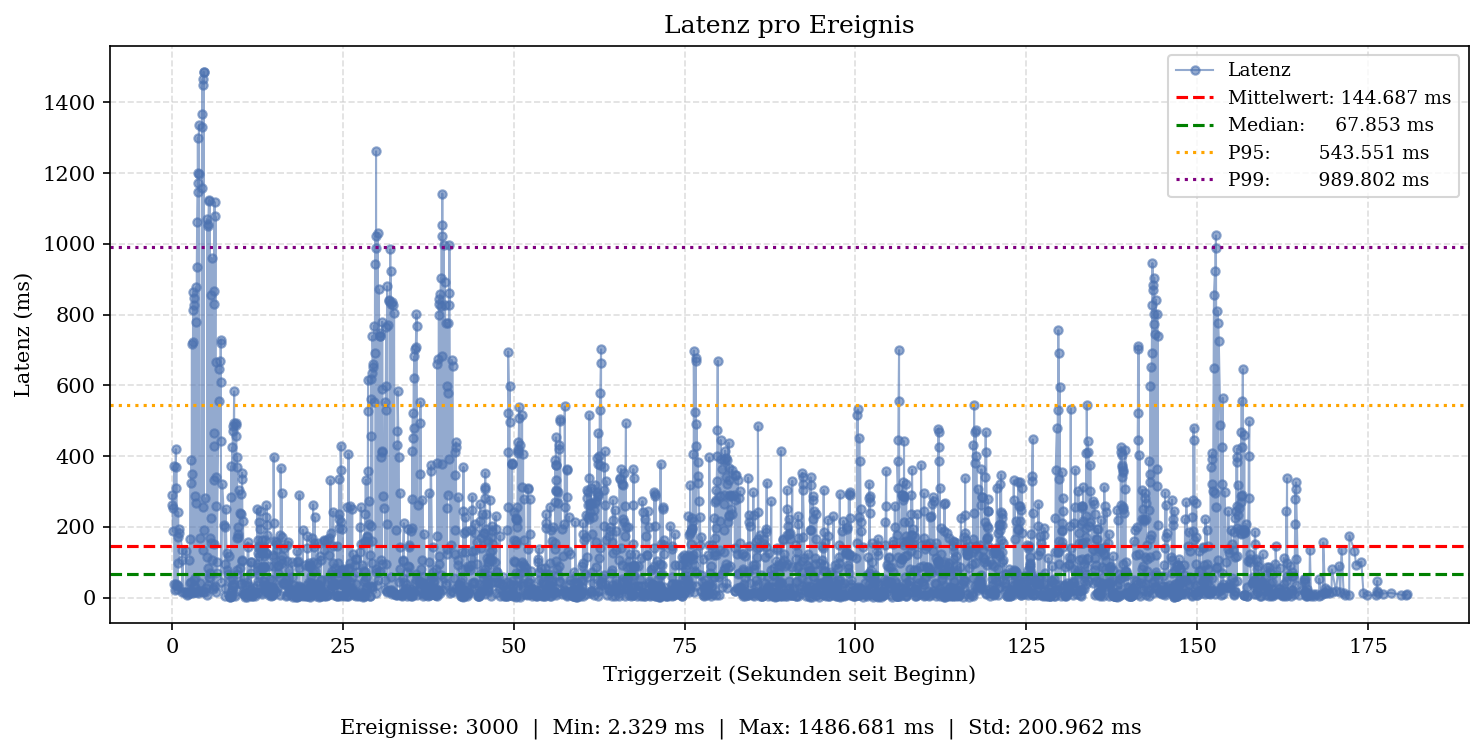 Latenz pro Ereignis
Latenz
Mittelwert: 144.687 ms
Median: 67.853 ms
P95: 543.551 ms
P99: 989.802 ms
Latenz (ms)
1400
1200
1000
800
600
400
200
0
0 25 50 75 100 125 150 175
Triggerzeit (Sekunden seit Beginn)
Ereignisse: 3000 | Min: 2.329 ms | Max: 1486.681 ms | Std: 200.962 ms